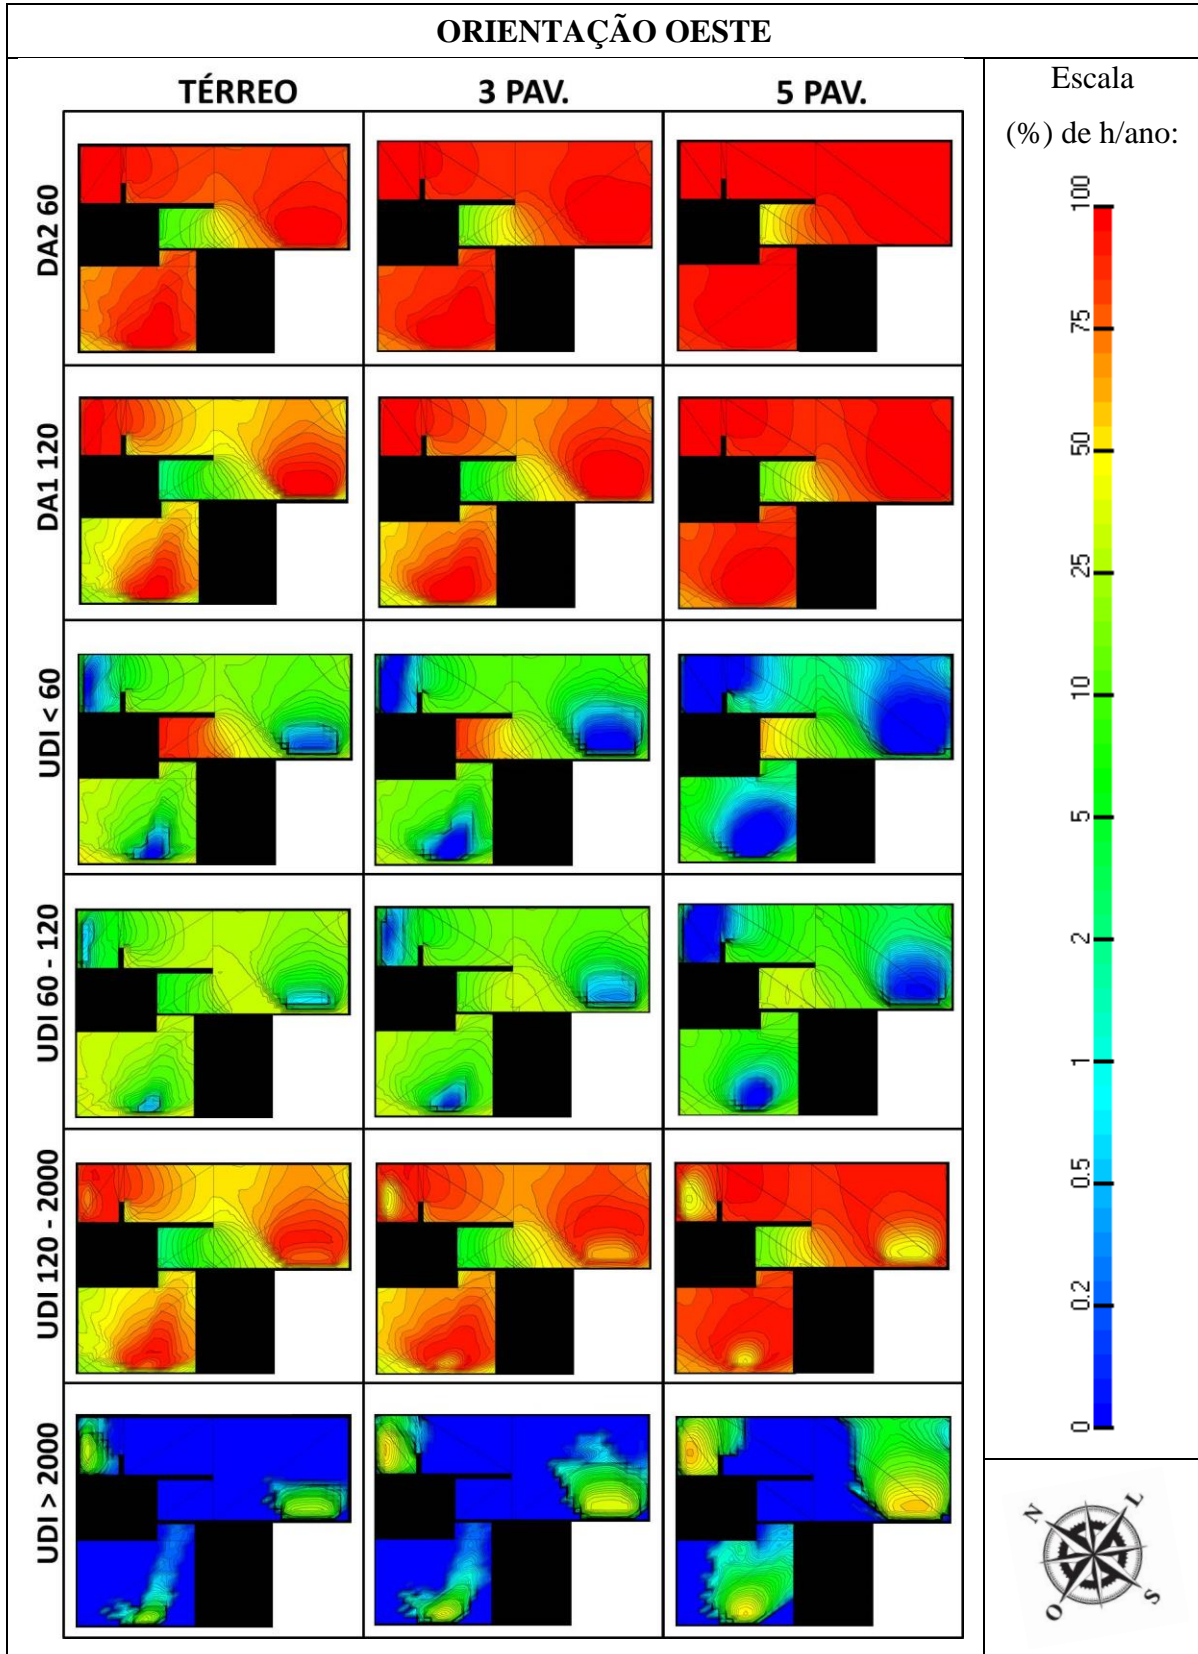 ORIENTAÇÃO OESTE
TÉRREO 3 PAV. 5 PAV.
Escala
(%) de h/ano:
DA2 60
DA1 120
UDI < 60
UDI 60 - 120
UDI 120 - 2000
UDI > 2000
100
75
50
25
10
5
2
1
0.5
0.2
0
N
L
O
S